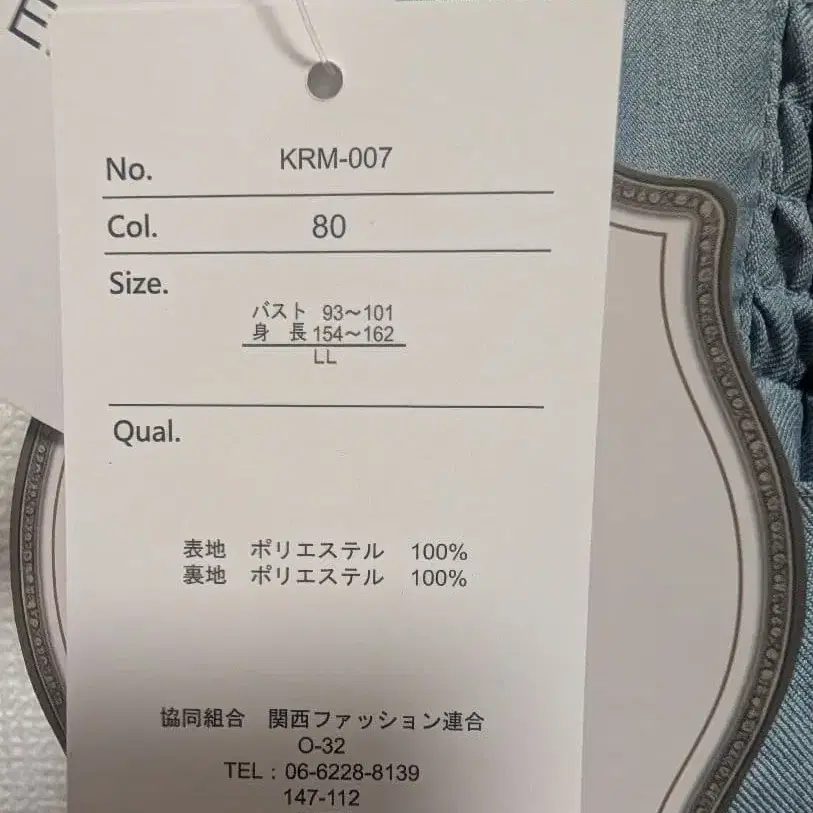 No. KRM-007
Col. 80
Size.
バスト 93〜101
身 長 154〜162
LL
Qual.
表地 ポリエステル 100%
裏地 ポリエステル 100%
協同組合 関西ファッション連合
O-32
TEL : 06-6228-8139
147-112